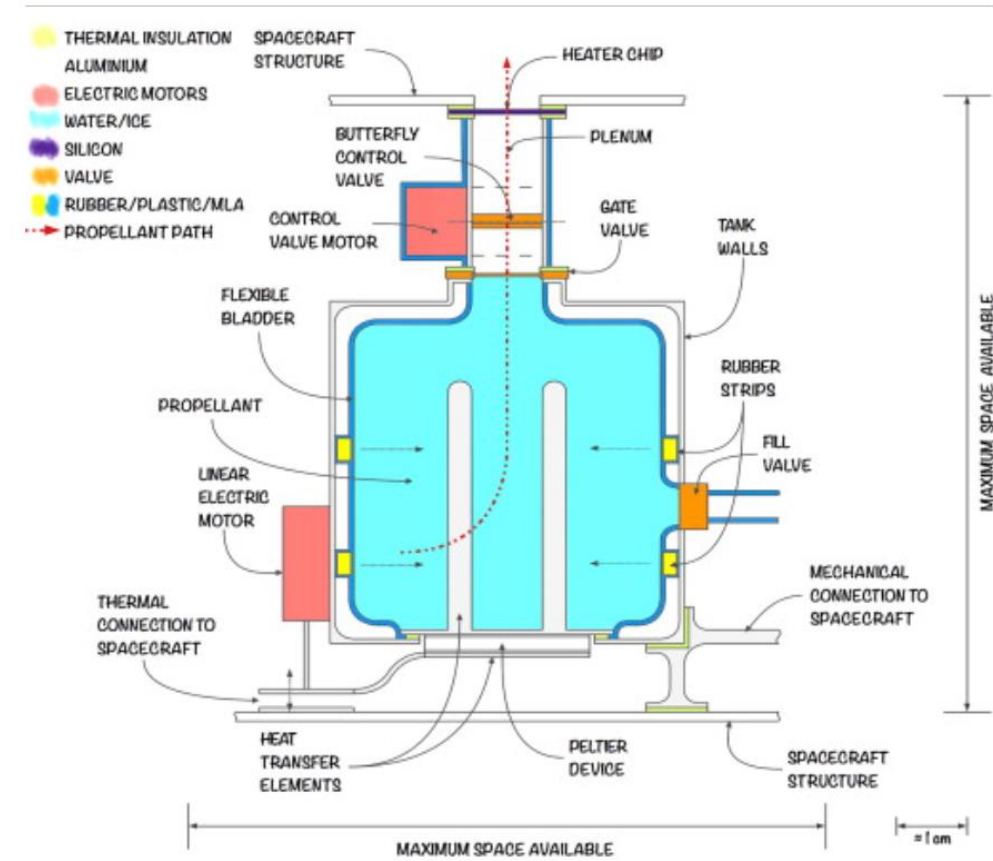 THERMAL INSULATION
ALUMINIUM
ELECTRIC MOTORS
WATER/ICE
SILICON
VALVE
RUBBER/PLASTIC/MLA
PROPELLANT PATH
SPACECRAFT
STRUCTURE
HEATER CHIP
BUTTERFLY
CONTROL
VALVE
PLENUM
CONTROL
VALVE MOTOR
GATE
VALVE
TANK
WALLS
FLEXIBLE
BLADDER
PROPELLANT
RUBBER
STRIPS
FILL
VALVE
LINEAR
ELECTRIC
MOTOR
MAXIMUM SPACE AVAILABLE
THERMAL
CONNECTION TO
SPACECRAFT
MECHANICAL
CONNECTION TO
SPACECRAFT
HEAT
TRANSFER
ELEMENTS
PELTIER
DEVICE
SPACECRAFT
STRUCTURE
MAXIMUM SPACE AVAILABLE
≈1 cm